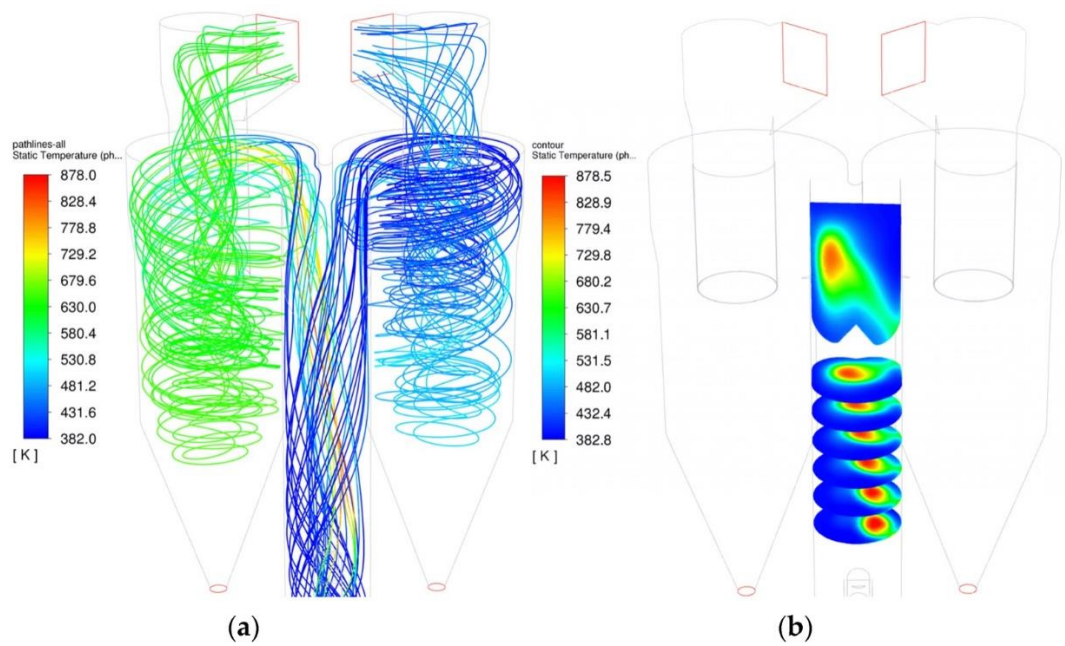 pathlines-all
Static Temperature (ph...
878.0
828.4
778.8
729.2
679.6
630.0
580.4
530.8
481.2
431.6
382.0
[ K ]
contour
Static Temperature (ph...
878.5
828.9
779.4
729.8
680.2
630.7
581.1
531.5
482.0
432.4
382.8
[ K ]
(a)
(b)